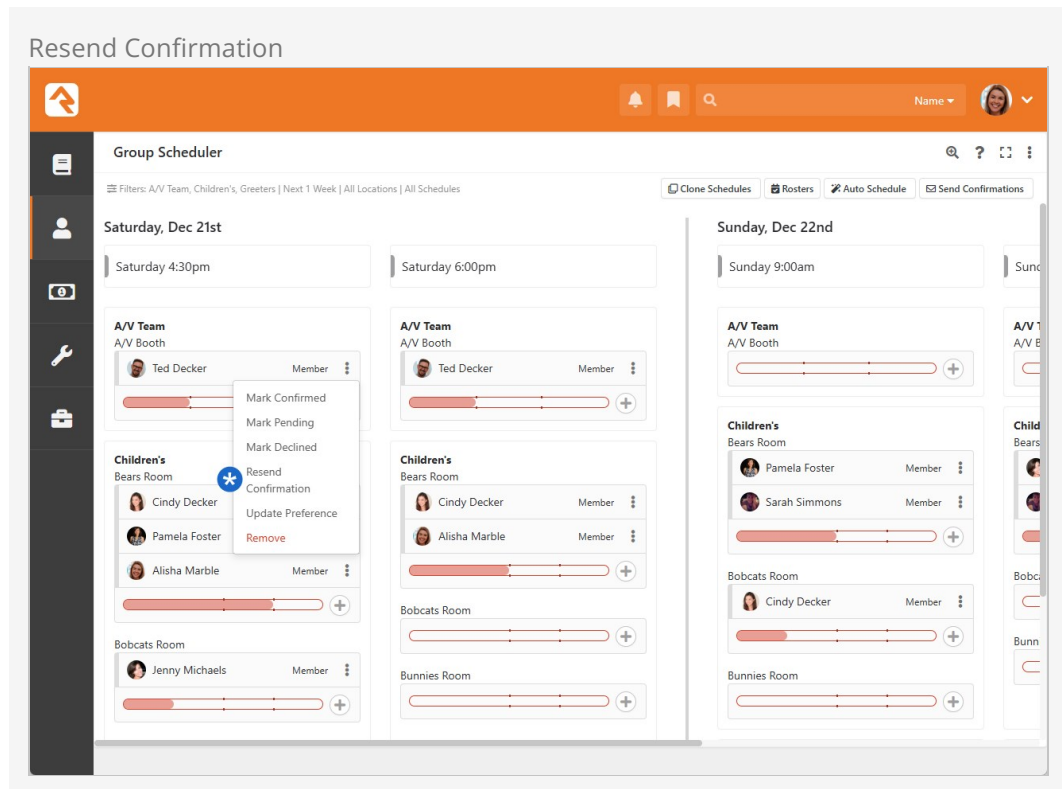 Resend Confirmation
Name
Group Scheduler
Filters: A/V Team, Children's, Greeters | Next 1 Week | All Locations | All Schedules
Clone Schedules
Rosters
Auto Schedule
Send Confirmations
Saturday, Dec 21st
Saturday 4:30pm
A/V Team
A/V Booth
Ted Decker Member
Mark Confirmed
Mark Pending
Mark Declined
Resend
Confirmation
Update Preference
Remove
Children's
Bears Room
Cindy Decker
Pamela Foster
Alisha Marble Member
Bobcats Room
Jenny Michaels Member
Saturday 6:00pm
A/V Team
A/V Booth
Ted Decker Member
Children's
Bears Room
Cindy Decker Member
Alisha Marble Member
Bobcats Room
Bunnies Room
Sunday, Dec 22nd
Sunday 9:00am
A/V Team
A/V Booth
Children's
Bears Room
Pamela Foster Member
Sarah Simmons Member
Bobcats Room
Cindy Decker Member
Bunnies Room
A/V
A/V
Child
Bears